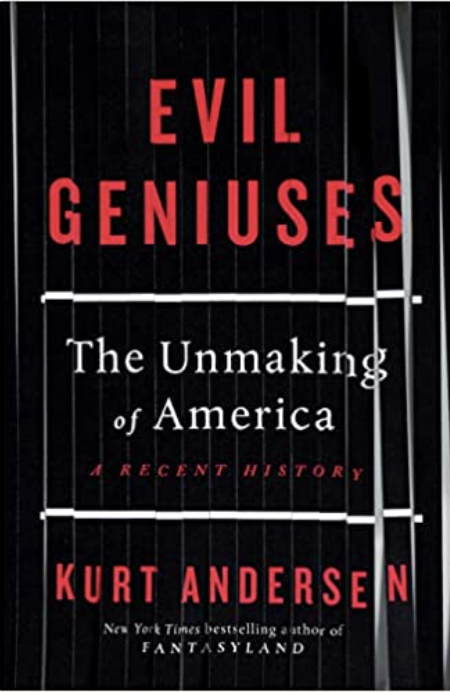 EVIL
GENIUSES
The Unmaking
of America
A RECENT HISTORY
KURT ANDERSEN
New York Times bestselling author of
FANTASYLAND